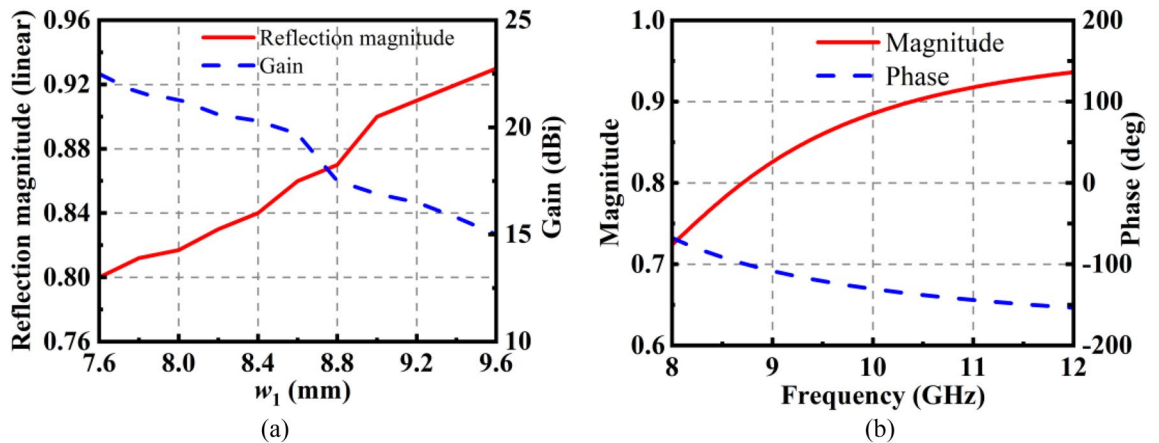 0.96
0.92
0.88
0.84
0.80
0.76
Reflection magnitude (linear)
Reflection magnitude
Gain
25
20
15
10
Gain (dBi)
7.6 8.0 8.4 8.8 9.2 9.6
w1 (mm)
(a)
1.0
0.9
0.8
0.7
0.6
Magnitude
Magnitude
Phase
200
100
0
-100
-200
Phase (deg)
8 9 10 11 12
Frequency (GHz)
(b)